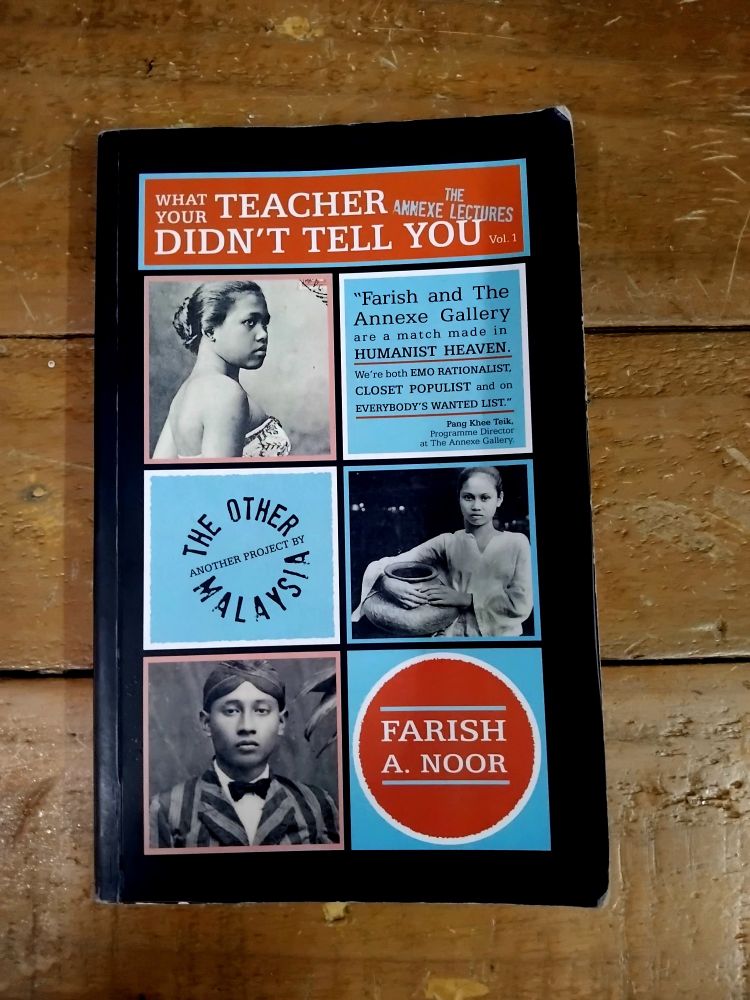 WHAT YOUR TEACHER
DIDN'T TELL YOU Vol. 1
THE
ANNEXE LECTURES
"Farish and The
Annexe Gallery
are a match made in
HUMANIST HEAVEN.
We're both EMO RATIONALIST,
CLOSET POPULIST and on
EVERYBODY'S WANTED LIST."
Pang Khee Teik,
Programme Director
at The Annexe Gallery.
THE OTHER
ANOTHER PROJECT BY
MALAYSIA
FARISH
A. NOOR